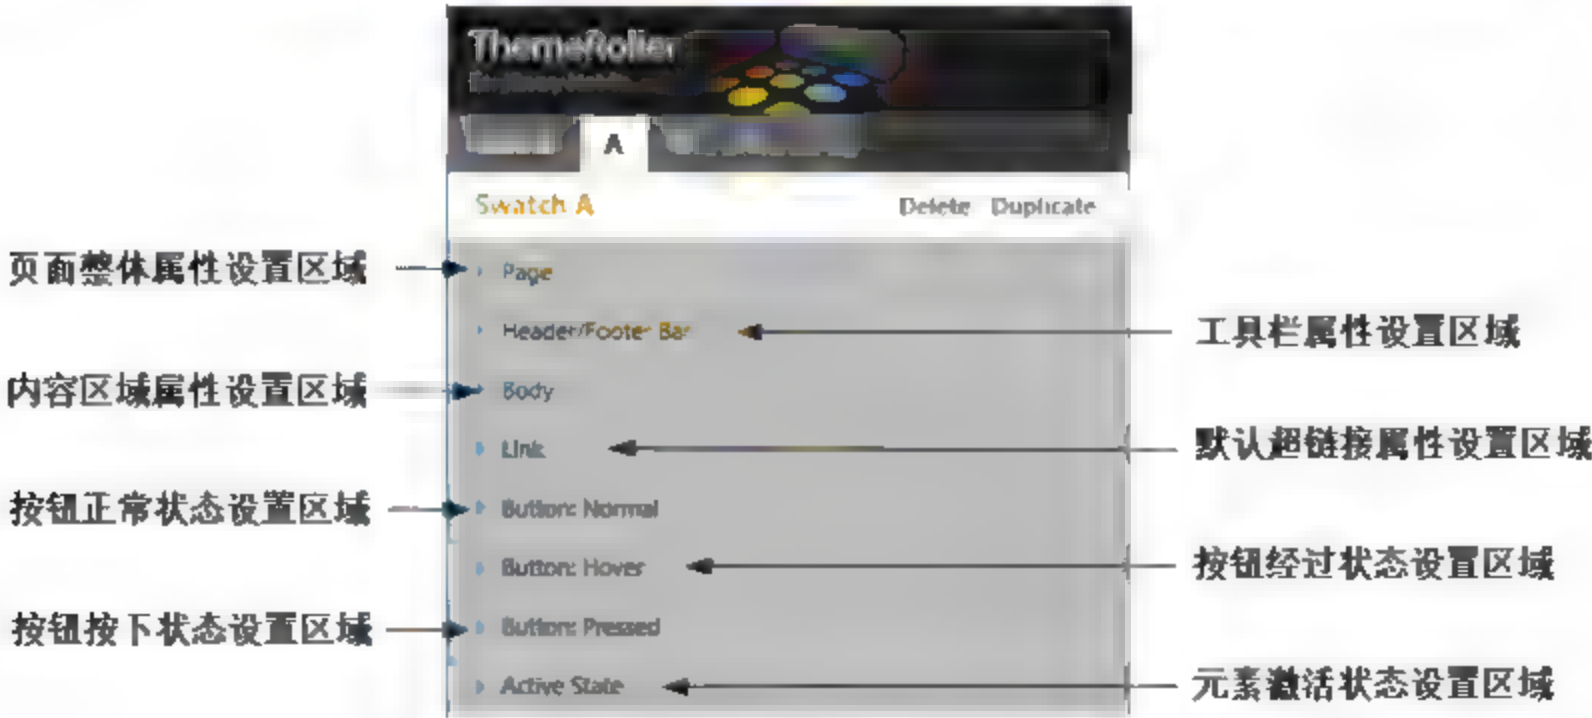 ThemeRoller
A
Swatch A Delete Duplicate
页面整体属性设置区域 Page
Header/Footer Bar 工具栏属性设置区域
内容区域属性设置区域 Body
Link 默认超链接属性设置区域
按钮正常状态设置区域 Button: Normal
Button: Hover 按钮经过状态设置区域
按钮按下状态设置区域 Button: Pressed
Active State 元素激活状态设置区域